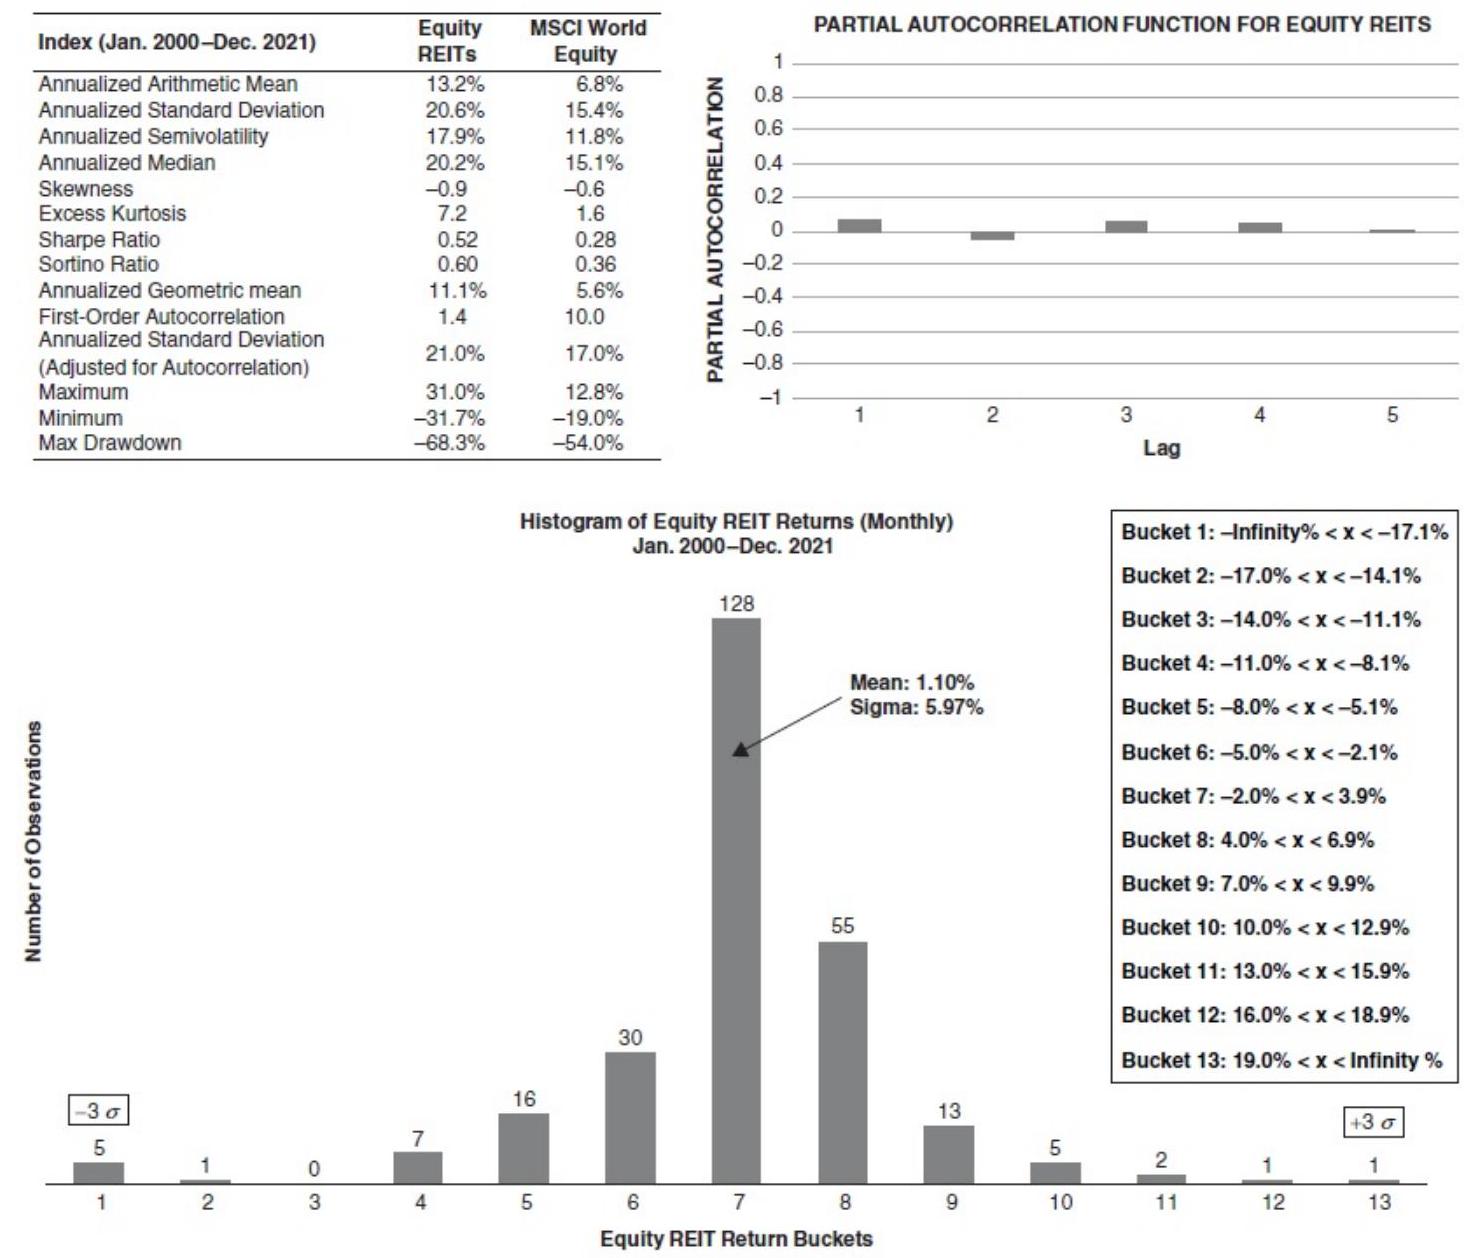 Index (Jan. 2000–Dec. 2021) Equity REITs MSCI World Equity
Annualized Arithmetic Mean 13.2% 6.8%
Annualized Standard Deviation 20.6% 15.4%
Annualized Semivolatility 17.9% 11.8%
Annualized Median 20.2% 15.1%
Skewness –0.9 –0.6
Excess Kurtosis 7.2 1.6
Sharpe Ratio 0.52 0.28
Sortino Ratio 0.60 0.36
Annualized Geometric mean 11.1% 5.6%
First-Order Autocorrelation 1.4 10.0
Annualized Standard Deviation
(Adjusted for Autocorrelation) 21.0% 17.0%
Maximum 31.0% 12.8%
Minimum –31.7% –19.0%
Max Drawdown –68.3% –54.0%
PARTIAL AUTOCORRELATION FUNCTION FOR EQUITY REITS
PARTIAL AUTOCORRELATION
1
0.8
0.6
0.4
0.2
0
–0.2
–0.4
–0.6
–0.8
–1
1 2 3 4 5
Lag
Histogram of Equity REIT Returns (Monthly)
Jan. 2000–Dec. 2021
Bucket 1: –Infinity% < x < –17.1%
Bucket 2: –17.0% < x < –14.1%
Bucket 3: –14.0% < x < –11.1%
Bucket 4: –11.0% < x < –8.1%
Bucket 5: –8.0% < x < –5.1%
Bucket 6: –5.0% < x < –2.1%
Bucket 7: –2.0% < x < 3.9%
Bucket 8: 4.0% < x < 6.9%
Bucket 9: 7.0% < x < 9.9%
Bucket 10: 10.0% < x < 12.9%
Bucket 11: 13.0% < x < 15.9%
Bucket 12: 16.0% < x < 18.9%
Bucket 13: 19.0% < x < Infinity %
Number of Observations
Mean: 1.10%
Sigma: 5.97%
–3 σ
+3 σ
5 1 0 7 16 30 128 55 13 5 2 1 1
1 2 3 4 5 6 7 8 9 10 11 12 13
Equity REIT Return Buckets